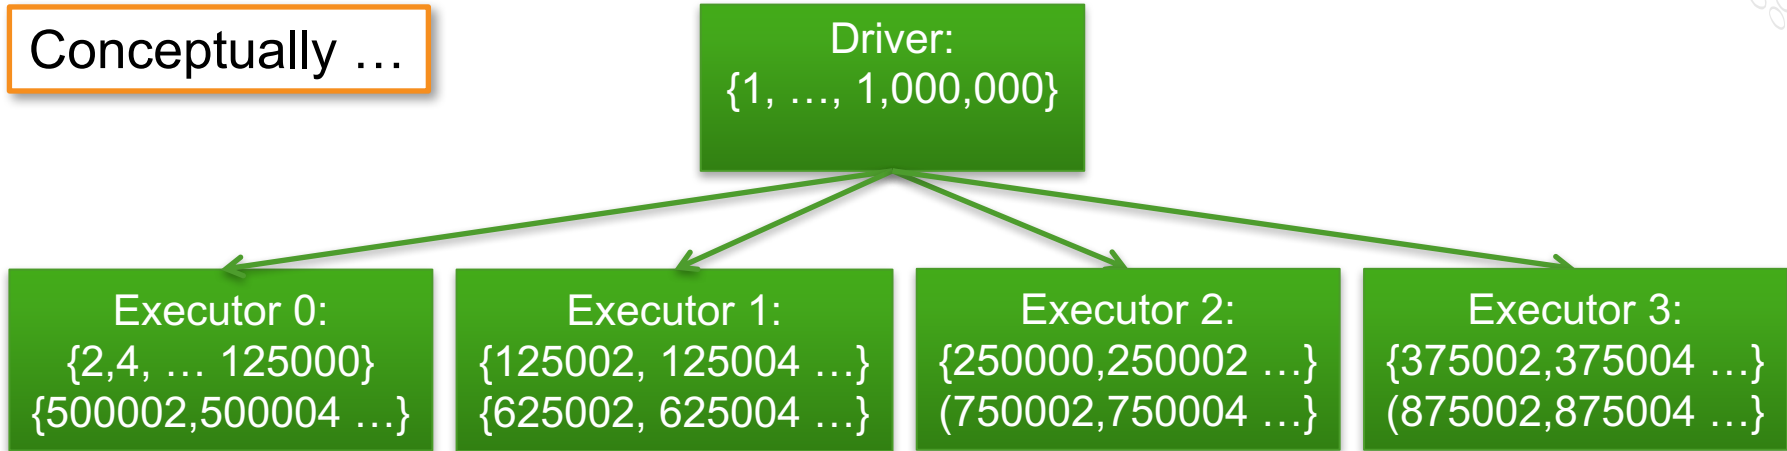 Conceptually …
Driver:
{1, …, 1,000,000}
Executor 0:
{2,4, … 125000}
{500002,500004 …}
Executor 1:
{125002, 125004 …}
{625002, 625004 …}
Executor 2:
{250000,250002 …}
(750002,750004 …}
Executor 3:
{375002,375004 …}
(875002,875004 …}